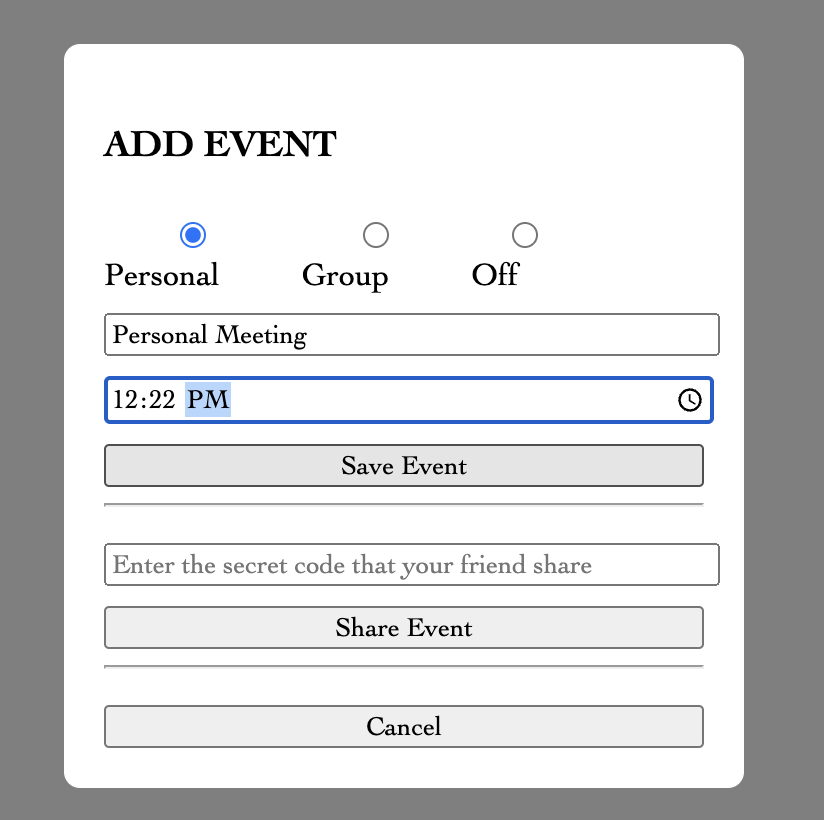 ADD EVENT
Personal Group Off
Personal Meeting
12:22 PM
Save Event
Enter the secret code that your friend share
Share Event
Cancel